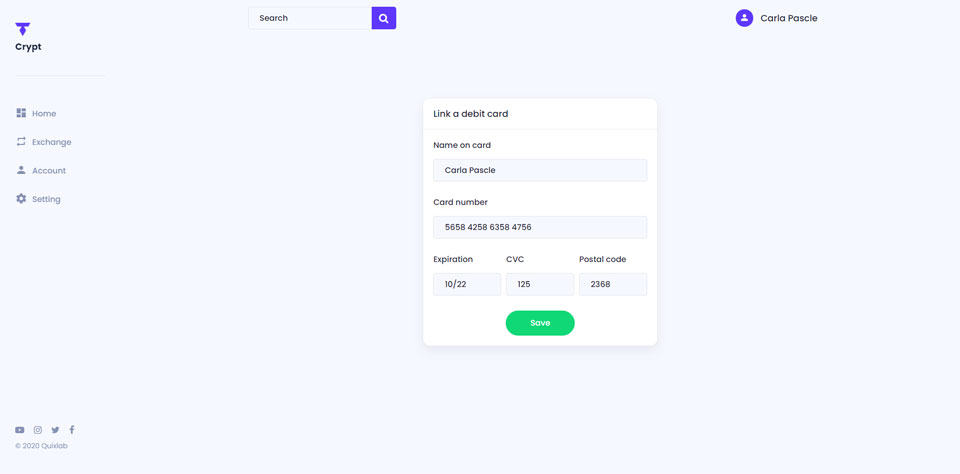 Search
Carla Pascle
Crypt
Home
Exchange
Account
Setting
Link a debit card
Name on card
Carla Pascle
Card number
5658 4258 6358 4756
Expiration CVC Postal code
10/22 125 2368
Save
© 2020 Quixlab